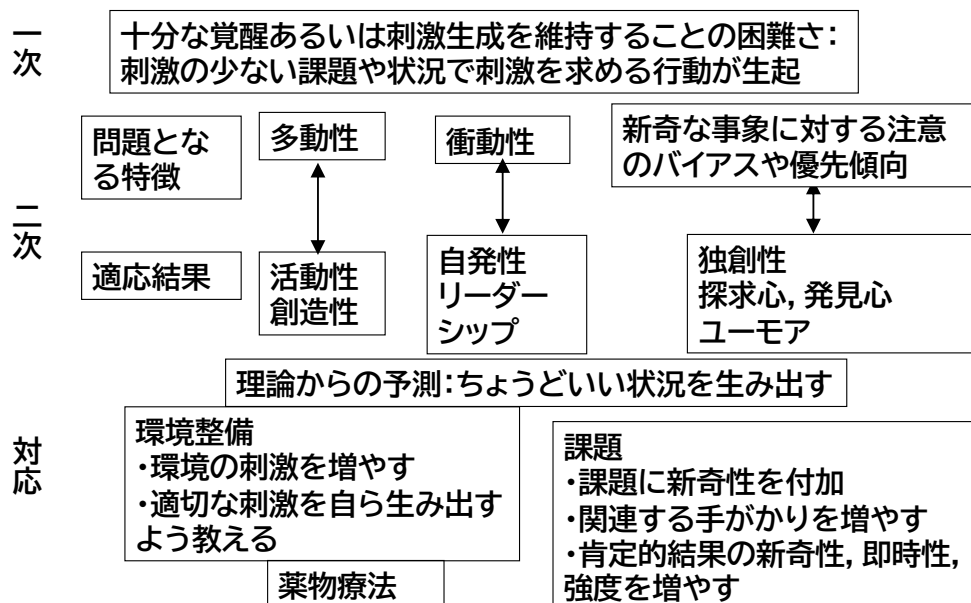 一次
十分な覚醒あるいは刺激生成を維持することの困難さ：
刺激の少ない課題や状況で刺激を求める行動が生起
二次
問題とな
る特徴
多動性
衝動性
新奇な事象に対する注意
のバイアスや優先傾向
適応結果
活動性
創造性
自発性
リーダー
シップ
独創性
探求心，発見心
ユーモア
理論からの予測：ちょうどいい状況を生み出す
対応
環境整備
・環境の刺激を増やす
・適切な刺激を自ら生み出す
よう教える
薬物療法
課題
・課題に新奇性を付加
・関連する手がかりを増やす
・肯定的結果の新奇性，即時性，
強度を増やす